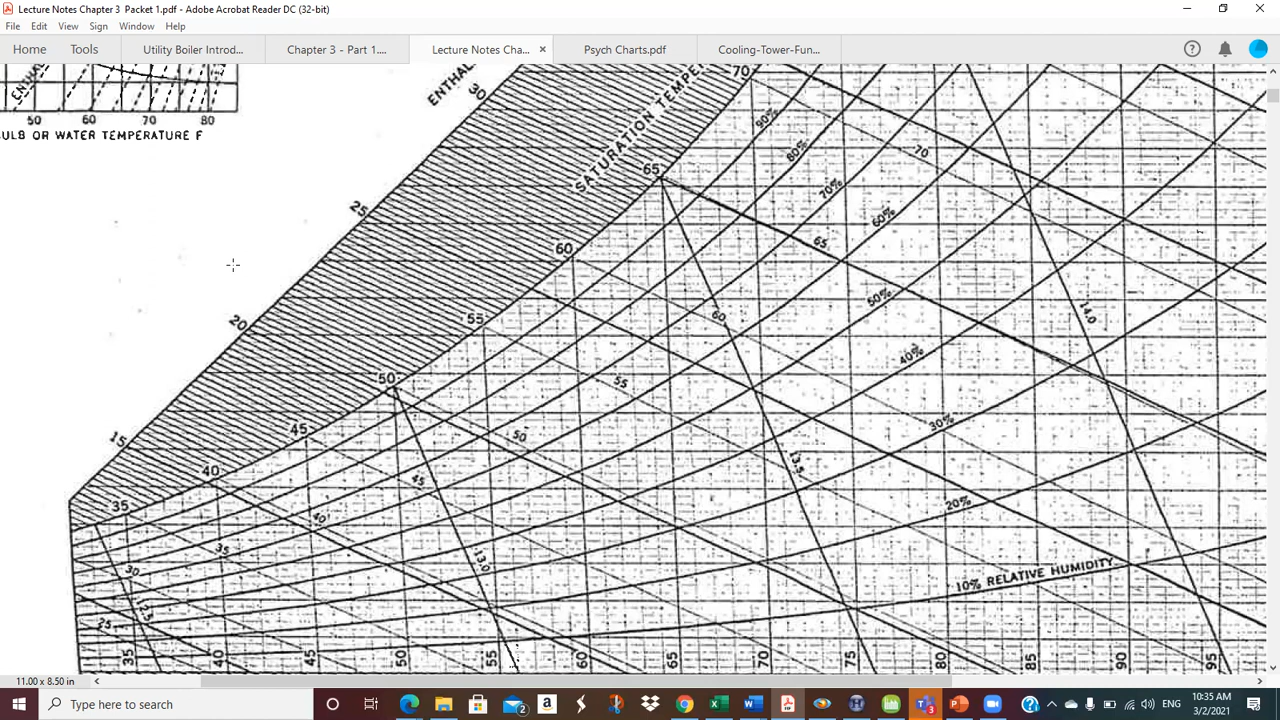 Lecture Notes Chapter 3 Packet 1.pdf - Adobe Acrobat Reader DC (32-bit)
File Edit View Sign Window Help
Home Tools Utility Boiler Introd... Chapter 3 - Part 1.... Lecture Notes Cha... × Psych Charts.pdf Cooling-Tower-Fun...
50 60 70 80
ULB OR WATER TEMPERATURE F
ENTHAL
30
SATURATION TEMPER
70
90%
80%
70%
60%
70
65
25
65
60
50%
60
20
55
14.0
40%
55
50
30%
50
15
45
13.5
45
40
20%
40
35
35
13.0
10% RELATIVE HUMIDITY
30
12.5
25
35 40 45 50 55 60 65 70 75 80 85 90 95
11.00 x 8.50 in
Type here to search
2
3
ENG
10:35 AM
3/2/2021